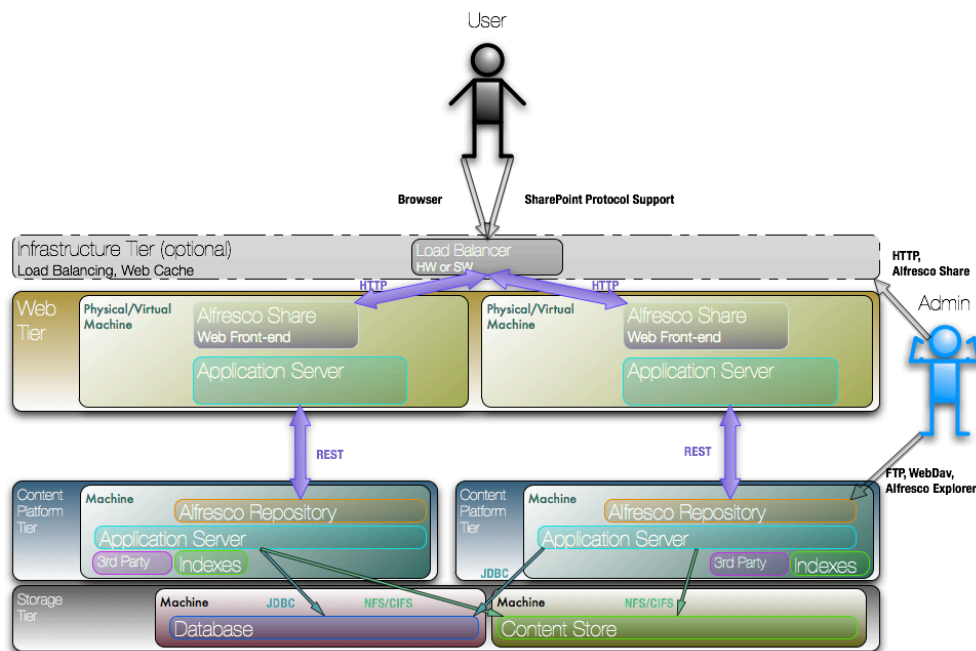 User
Browser
SharePoint Protocol Support
Infrastructure Tier (optional)
Load Balancing, Web Cache
Load Balancer
HW or SW
HTTP,
Alfresco Share
HTTP
HTTP
Admin
Web
Tier
Physical/Virtual
Machine
Alfresco Share
Web Front-end
Application Server
Physical/Virtual
Machine
Alfresco Share
Web Front-end
Application Server
REST
REST
FTP, WebDav,
Alfresco Explorer
Content
Platform
Tier
Machine
Alfresco Repository
Application Server
3rd Party
Indexes
Content
Platform
Tier
Machine
Alfresco Repository
Application Server
3rd Party
Indexes
JDBC
Storage
Tier
Machine
JDBC
NFS/CIFS
Database
Machine
NFS/CIFS
Content Store